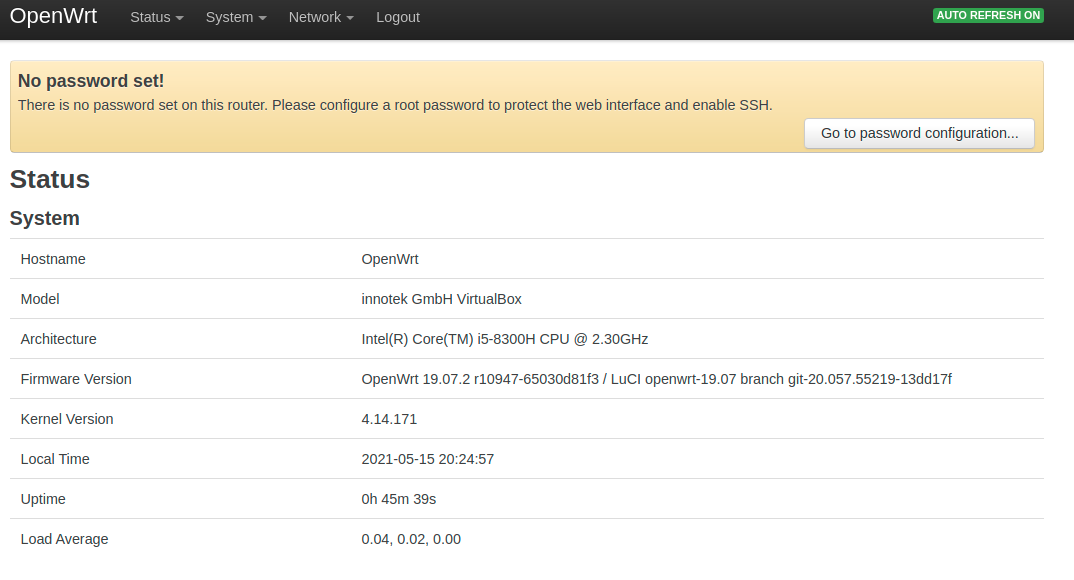 OpenWrt Status System Network Logout AUTO REFRESH ON
No password set!
There is no password set on this router. Please configure a root password to protect the web interface and enable SSH.
Go to password configuration...
Status
System
Hostname OpenWrt
Model innotek GmbH VirtualBox
Architecture Intel(R) Core(TM) i5-8300H CPU @ 2.30GHz
Firmware Version OpenWrt 19.07.2 r10947-65030d81f3 / LuCI openwrt-19.07 branch git-20.057.55219-13dd17f
Kernel Version 4.14.171
Local Time 2021-05-15 20:24:57
Uptime 0h 45m 39s
Load Average 0.04, 0.02, 0.00